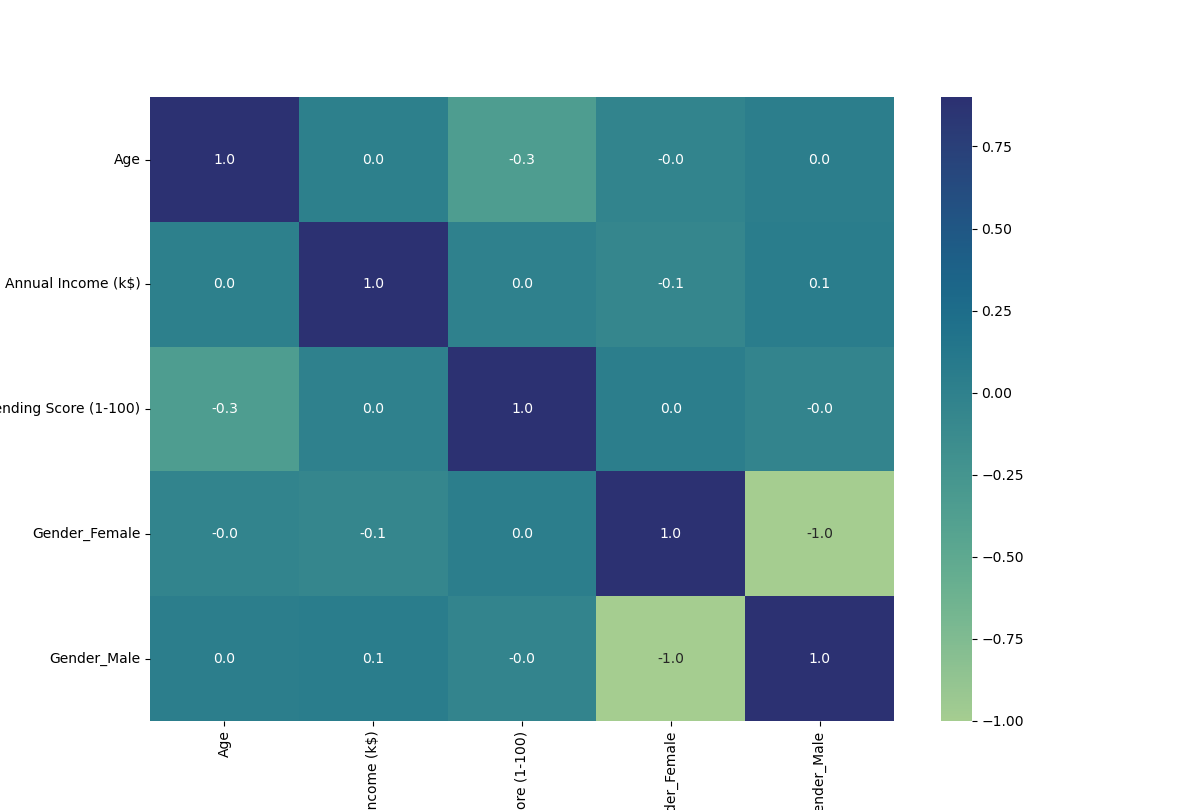 Age 1.0 0.0 -0.3 -0.0 0.0
Annual Income (k$) 0.0 1.0 0.0 -0.1 0.1
ending Score (1-100) -0.3 0.0 1.0 0.0 -0.0
Gender_Female -0.0 -0.1 0.0 1.0 -1.0
Gender_Male 0.0 0.1 -0.0 -1.0 1.0
Age
ncome (k$)
ore (1-100)
der_Female
ender_Male
0.75
0.50
0.25
0.00
−0.25
−0.50
−0.75
−1.00